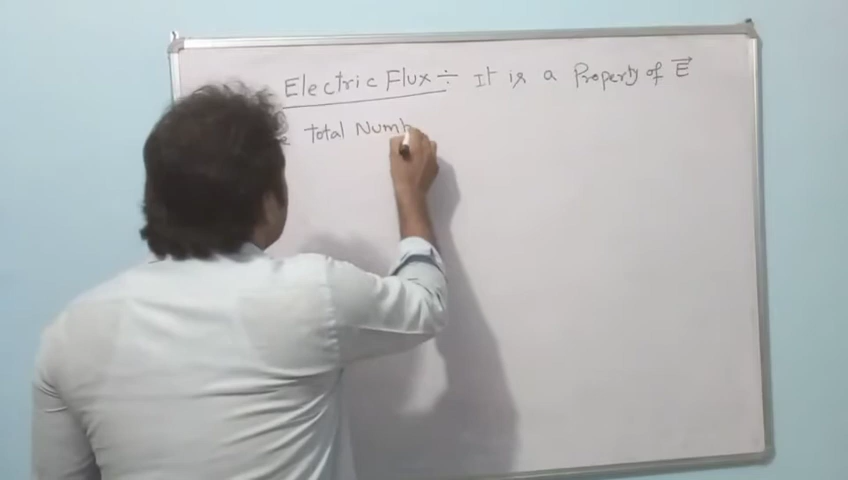 Electric Flux ÷ It is a Property of E⃗
Total Numb